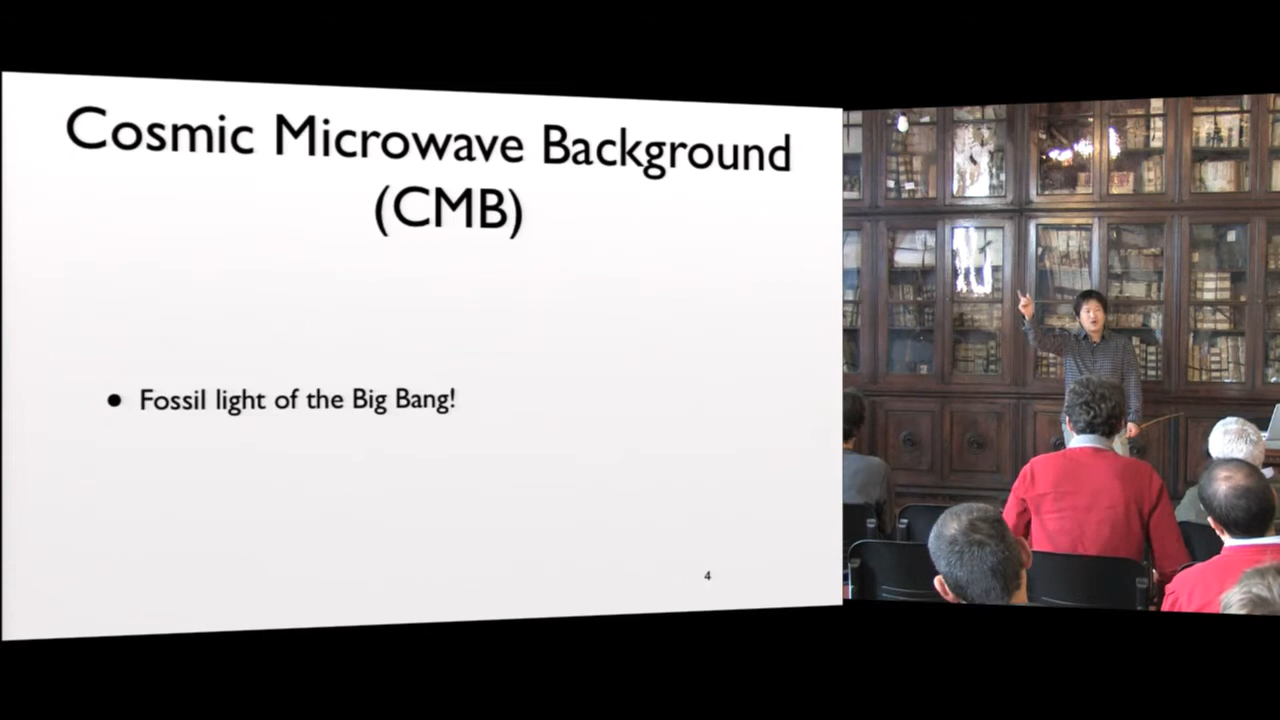 Cosmic Microwave Background
(CMB)
● Fossil light of the Big Bang!
4